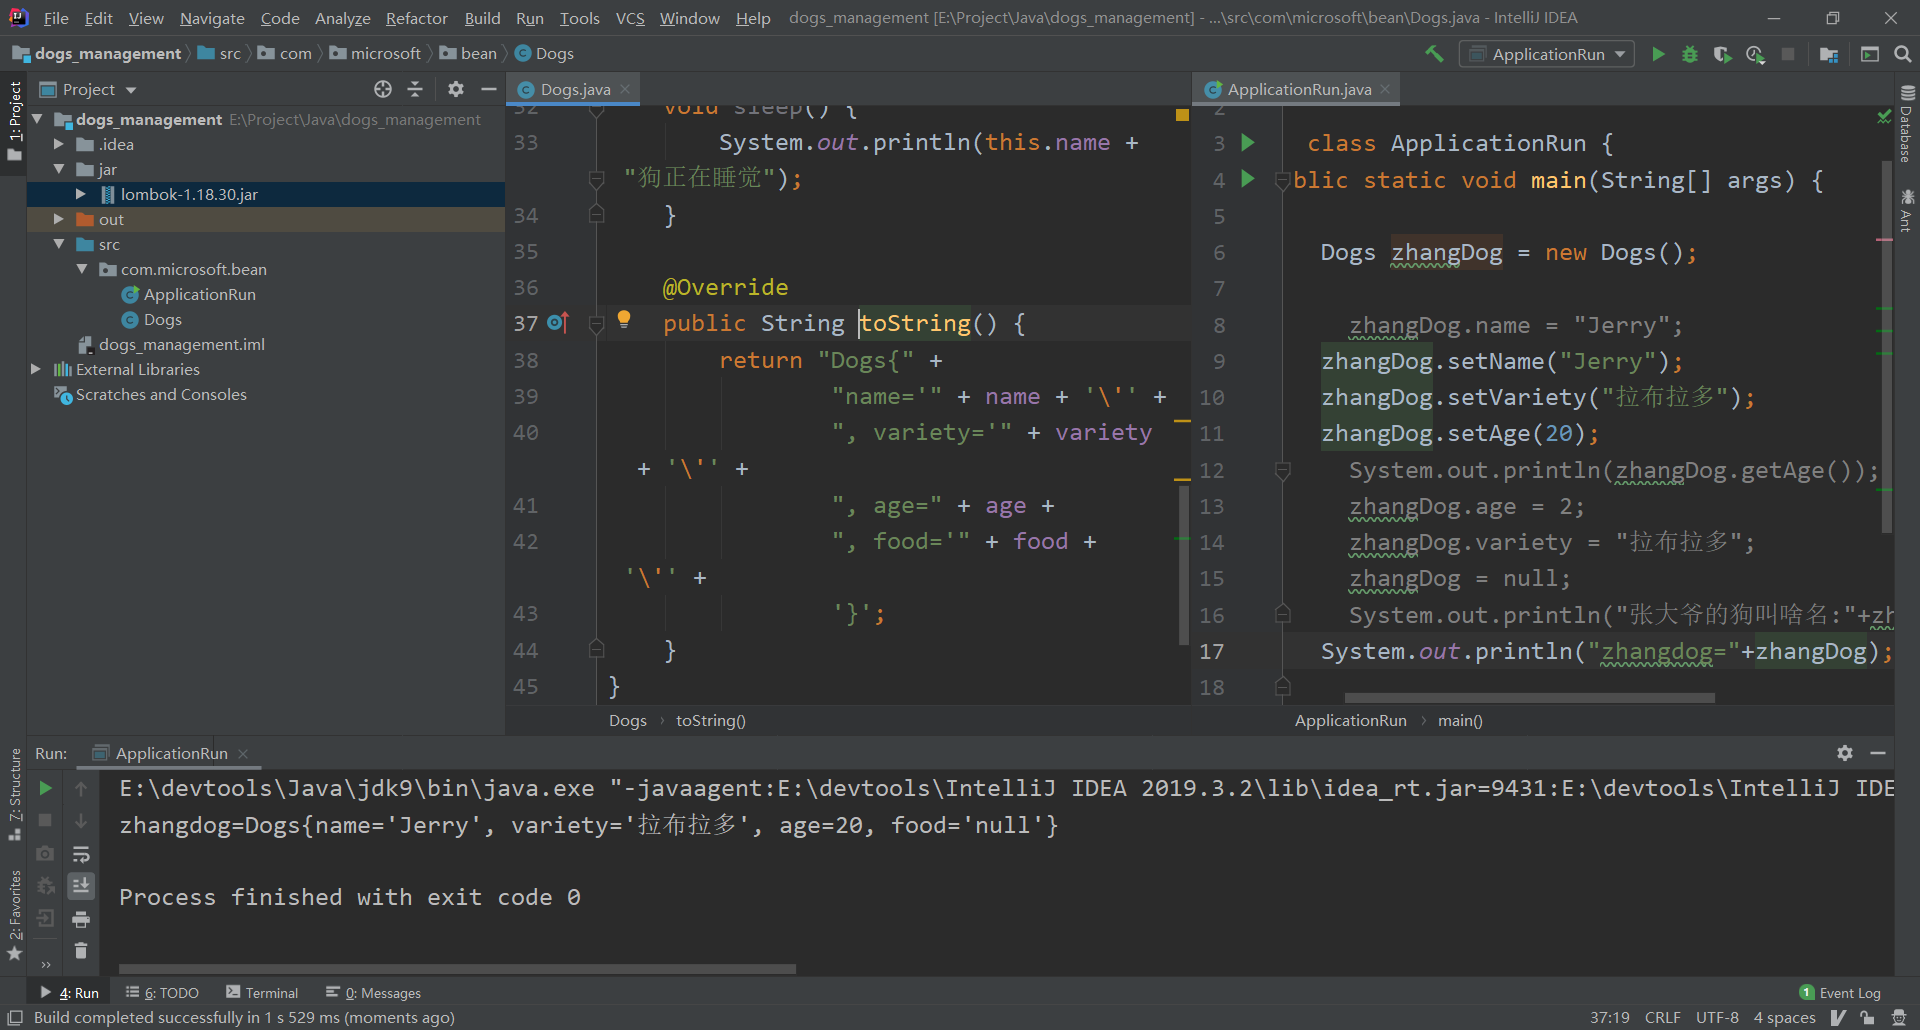 File Edit View Navigate Code Analyze Refactor Build Run Tools VCS Window Help dogs_management [E:\Project\Java\dogs_management] - ...\src\com\microsoft\bean\Dogs.java - IntelliJ IDEA
dogs_management src com microsoft bean Dogs
ApplicationRun
Project
Dogs.java
ApplicationRun.java
1: Project
dogs_management E:\Project\Java\dogs_management
.idea
jar
lombok-1.18.30.jar
out
src
com.microsoft.bean
ApplicationRun
Dogs
dogs_management.iml
External Libraries
Scratches and Consoles
32 void sleep() {
33 System.out.println(this.name +
"狗正在睡觉");
34 }
35
36 @Override
37 public String toString() {
38 return "Dogs{" +
39 "name='" + name + '\'' +
40 ", variety='" + variety
+ '\'' +
41 ", age=" + age +
42 ", food='" + food +
'\'' +
43 '}';
44 }
45 }
Dogs toString()
2
3 class ApplicationRun {
4 blic static void main(String[] args) {
5
6 Dogs zhangDog = new Dogs();
7
8 zhangDog.name = "Jerry";
9 zhangDog.setName("Jerry");
10 zhangDog.setVariety("拉布拉多");
11 zhangDog.setAge(20);
12 System.out.println(zhangDog.getAge());
13 zhangDog.age = 2;
14 zhangDog.variety = "拉布拉多";
15 zhangDog = null;
16 System.out.println("张大爷的狗叫啥名:"+zh
17 System.out.println("zhangdog="+zhangDog);
18
ApplicationRun main()
Database
Ant
Run: ApplicationRun
E:\devtools\Java\jdk9\bin\java.exe "-javaagent:E:\devtools\IntelliJ IDEA 2019.3.2\lib\idea_rt.jar=9431:E:\devtools\IntelliJ IDE
zhangdog=Dogs{name='Jerry', variety='拉布拉多', age=20, food='null'}
Process finished with exit code 0
7: Structure
2: Favorites
4: Run 6: TODO Terminal 0: Messages
1 Event Log
Build completed successfully in 1 s 529 ms (moments ago)
37:19 CRLF UTF-8 4 spaces